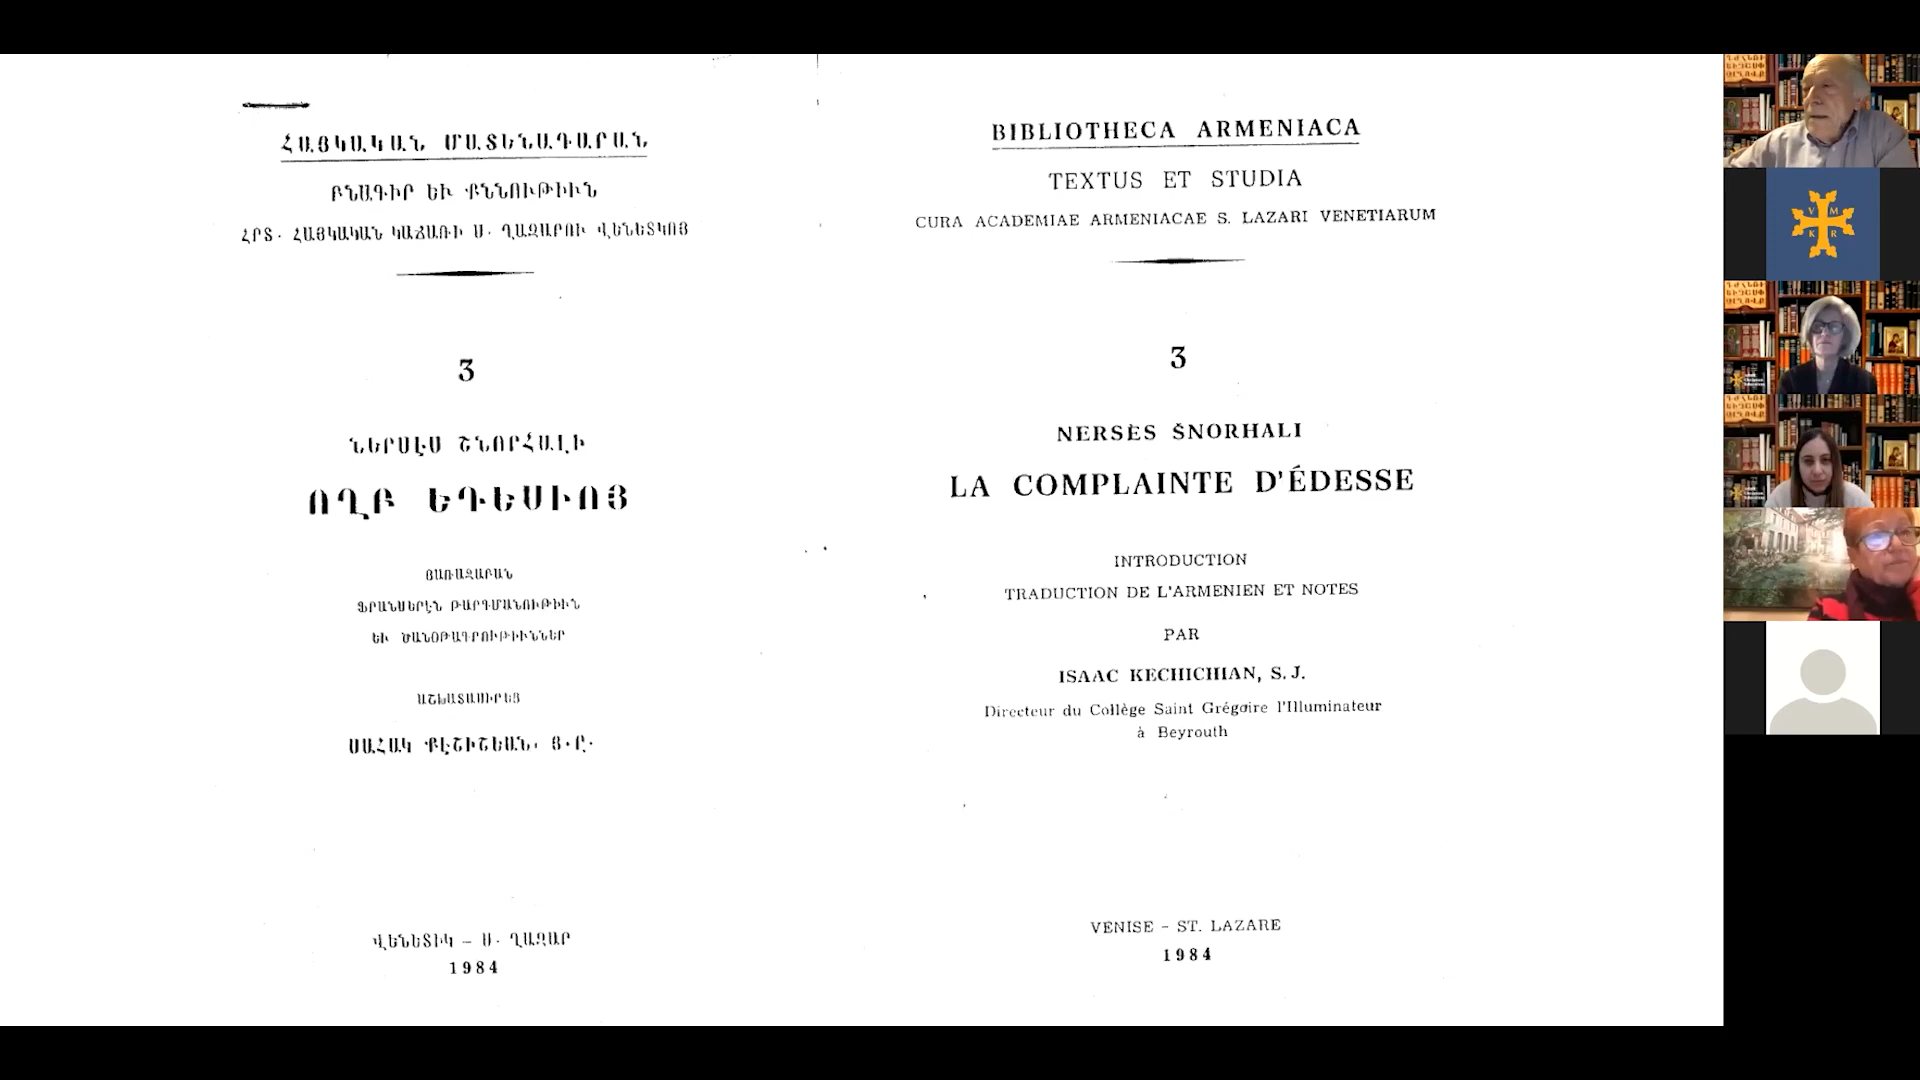 ՀԱՅԿԱԿԱՆ ՄԱՏԵՆԱԴԱՐԱՆ
ԲՆԱԳԻՐ ԵՒ ՔՆՆՈՒԹԻՒՆ
ՀՐՏ. ՀԱՅԿԱԿԱՆ ԿԱՃԱՌԻ Ս. ՂԱԶԱՐՈՒ ՎԵՆԵՏԿՈՅ
3
ՆԵՐՍԷՍ ՇՆՈՐՀԱԼԻ
ՈՂԲ ԵԴԵՍԻՈՅ
ՅԱՌԱՋԱԲԱՆ
ՖՐԱՆՍԵՐԷՆ ԹԱՐԳՄԱՆՈՒԹԻՒՆ
ԵՒ ԾԱՆՕԹԱԳՐՈՒԹԻՒՆՆԵՐ
ԱՇԽԱՏԱՍԻՐԵՑ
ՍԱՀԱԿ ՔԷՇԻՇԵԱՆ, Յ.Ը.
ՎԵՆԵՏԻԿ – Ս. ՂԱԶԱՐ
1984
BIBLIOTHECA ARMENIACA
TEXTUS ET STUDIA
CURA ACADEMIAE ARMENIACAE S. LAZARI VENETIARUM
3
NERSÈS ŠNORHALI
LA COMPLAINTE D'ÉDESSE
INTRODUCTION
TRADUCTION DE L'ARMENIEN ET NOTES
PAR
ISAAC KECHICHIAN, S. J.
Directeur du Collège Saint Grégoire l'Illuminateur
à Beyrouth
VENISE – ST. LAZARE
1984
V M
K R